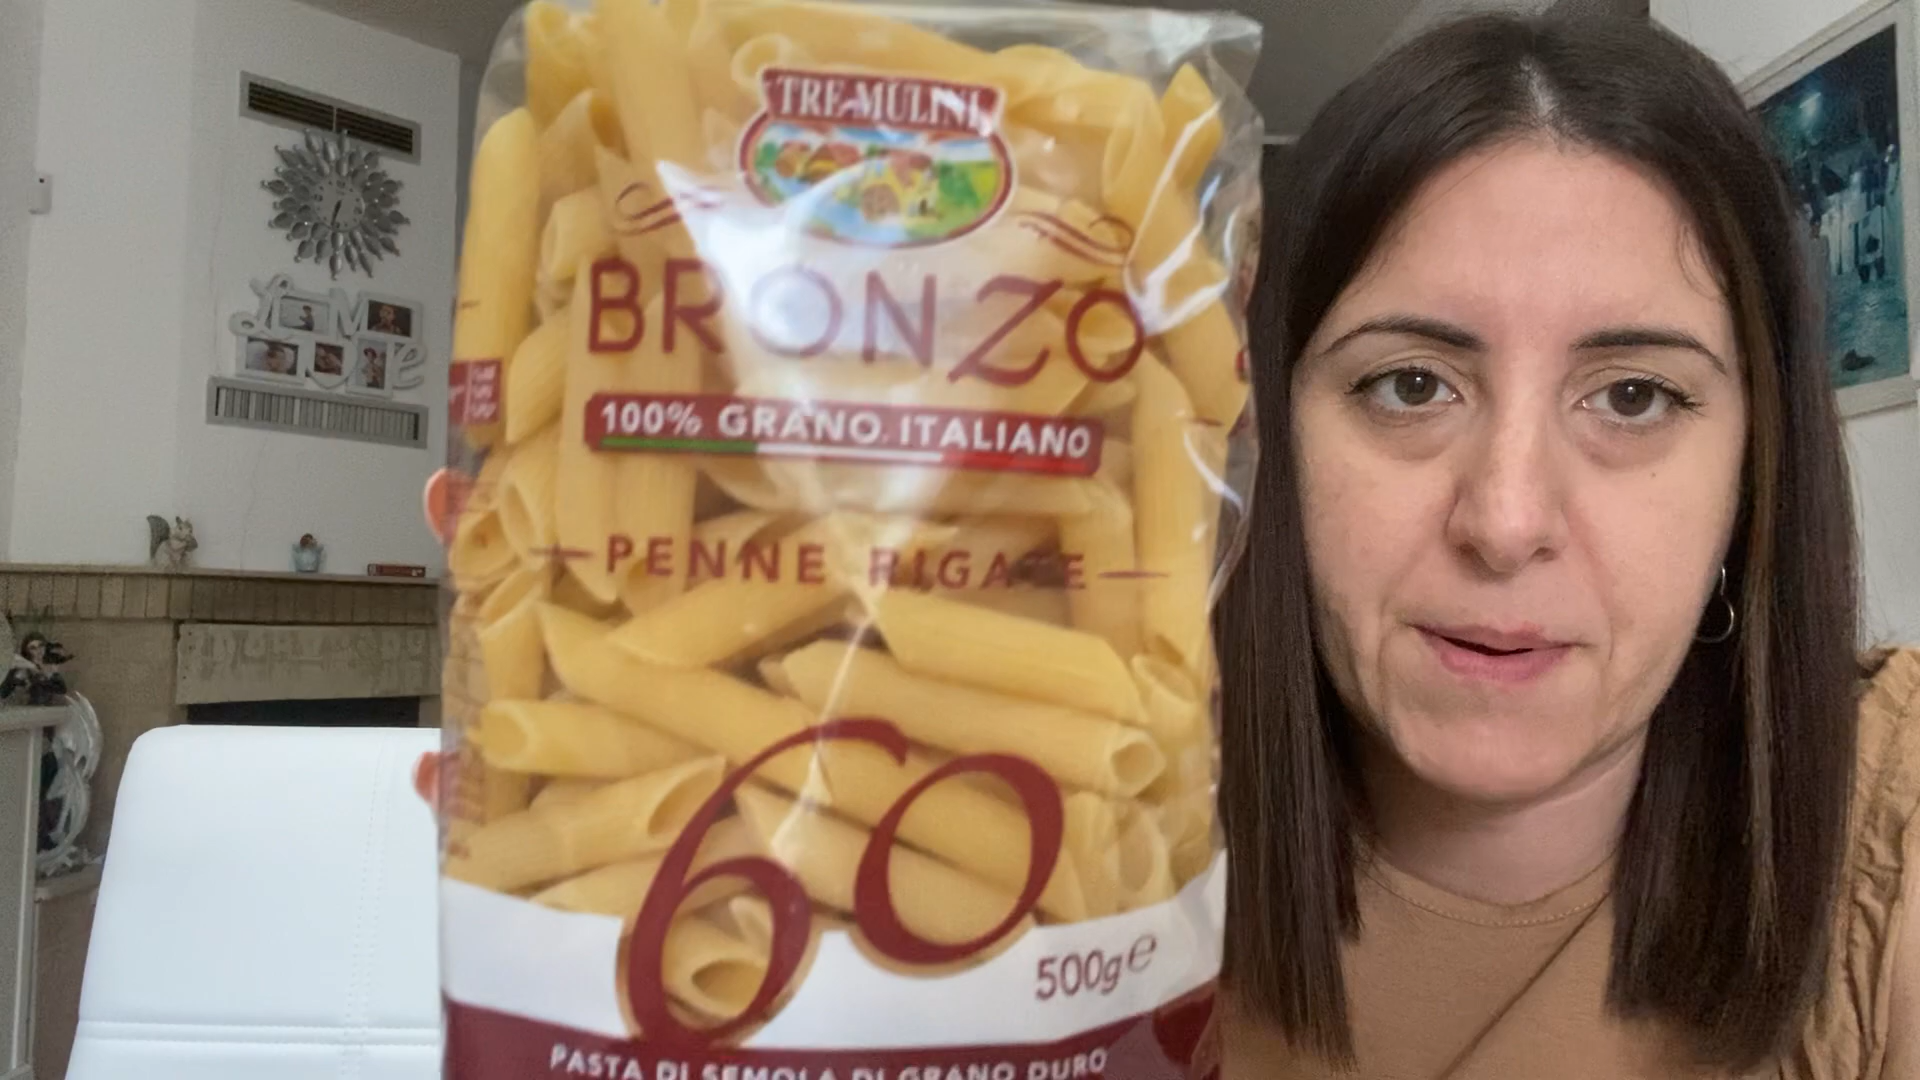 TRE MULINI
BRONZO
100% GRANO ITALIANO
PENNE RIGATE
60
500g e
PASTA DI SEMOLA DI GRANO DURO